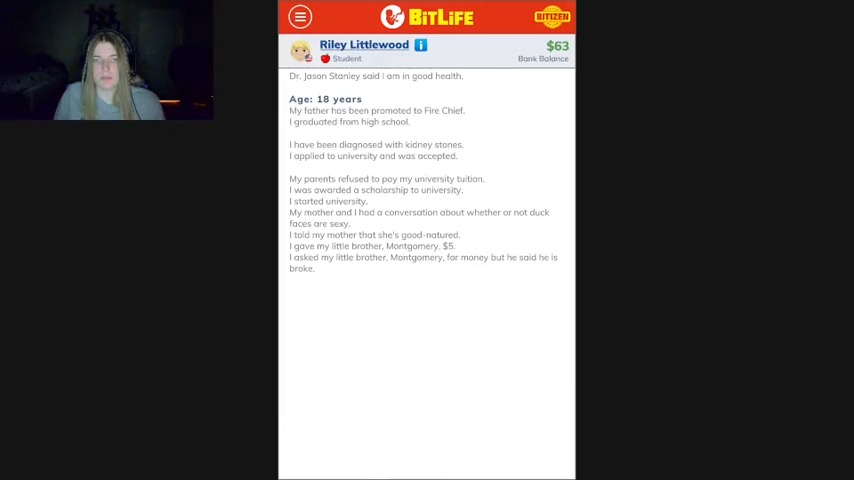 BitLife
BITIZEN
Riley Littlewood
$63
Student
Bank Balance
Dr. Jason Stanley said I am in good health.
Age: 18 years
My father has been promoted to Fire Chief.
I graduated from high school.
I have been diagnosed with kidney stones.
I applied to university and was accepted.
My parents refused to pay my university tuition.
I was awarded a scholarship to university.
I started university.
My mother and I had a conversation about whether or not duck
faces are sexy.
I told my mother that she's good-natured.
I gave my little brother, Montgomery, $5.
I asked my little brother, Montgomery, for money but he said he is
broke.